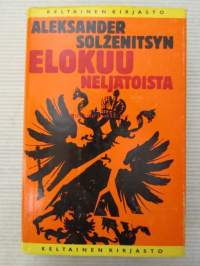 KELTAINEN KIRJASTO
ALEKSANDER
SOLZENITSYN
ELOKUU
NELJÄTOISTA
KELTAINEN KIRJASTO